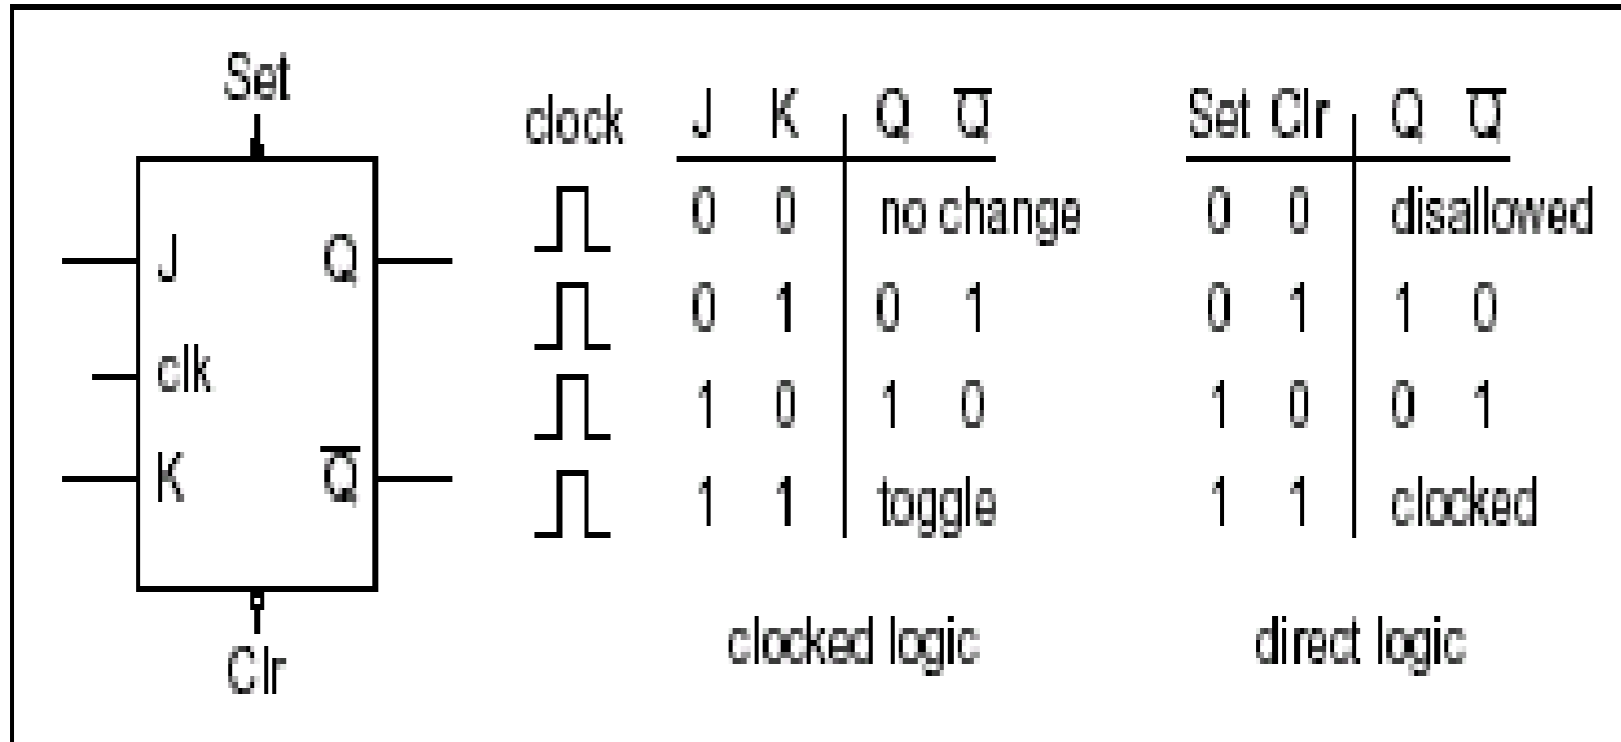 Set
J Q
clk
K Q̅
Clr
clock J K Q Q̅
0 0 no change
0 1 0 1
1 0 1 0
1 1 toggle
clocked logic
Set Clr Q Q̅
0 0 disallowed
0 1 1 0
1 0 0 1
1 1 clocked
direct logic